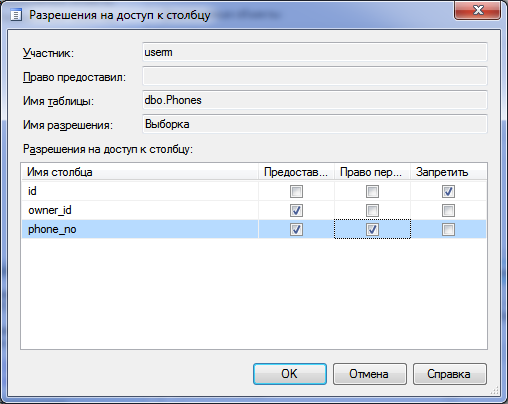 Разрешения на доступ к столбцу
Участник: userm
Право предоставил:
Имя таблицы: dbo.Phones
Имя разрешения: Выборка
Разрешения на доступ к столбцу:
Имя столбца Предостав... Право пер... Запретить
id
owner_id
phone_no
OK Отмена Справка